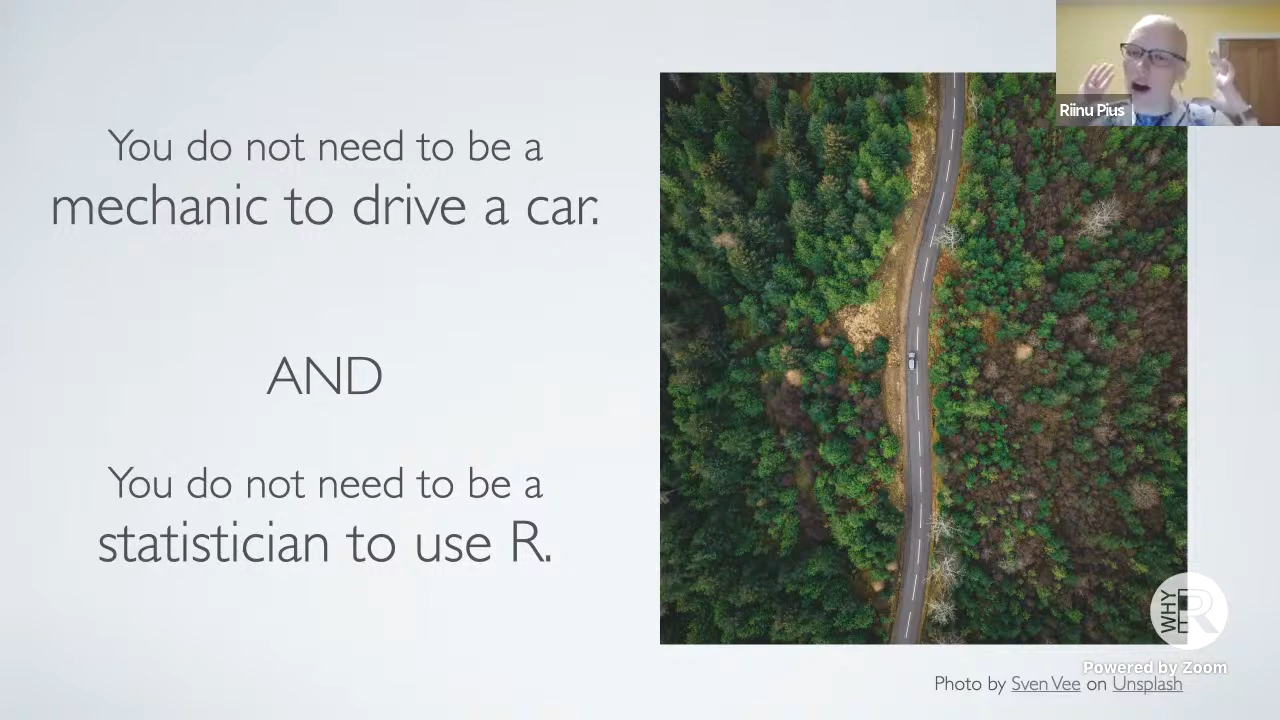 Riinu Pius
You do not need to be a
mechanic to drive a car.
AND
You do not need to be a
statistician to use R.
WHY R
Powered by Zoom
Photo by Sven Vee on Unsplash